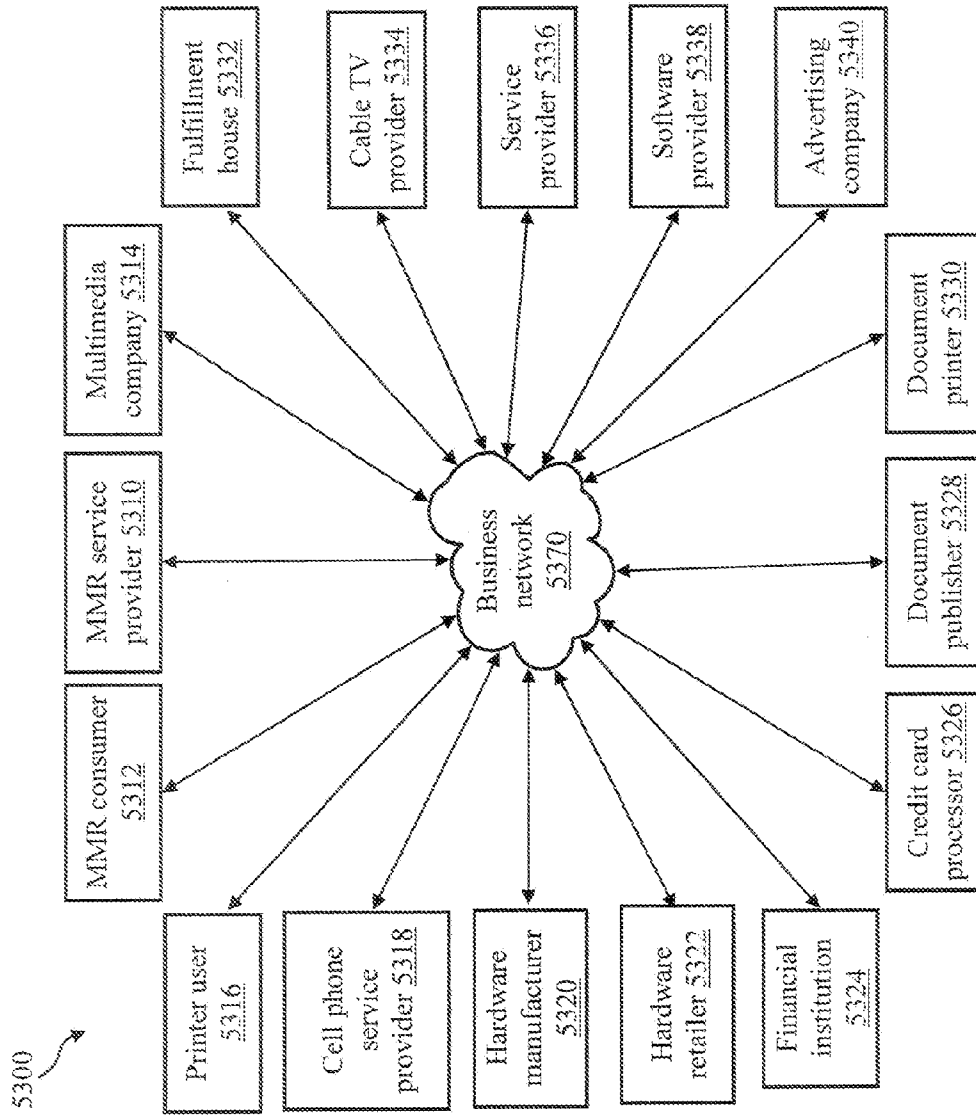 5300
MMR consumer
5312
MMR service
provider 5310
Multimedia
company 5314
Printer user
5316
Cell phone
service
provider 5318
Hardware
manufacturer
5320
Hardware
retailer 5322
Financial
institution
5324
Business
network
5370
Fulfillment
house 5332
Cable TV
provider 5334
Service
provider 5336
Software
provider 5338
Advertising
company 5340
Credit card
processor 5326
Document
publisher 5328
Document
printer 5330